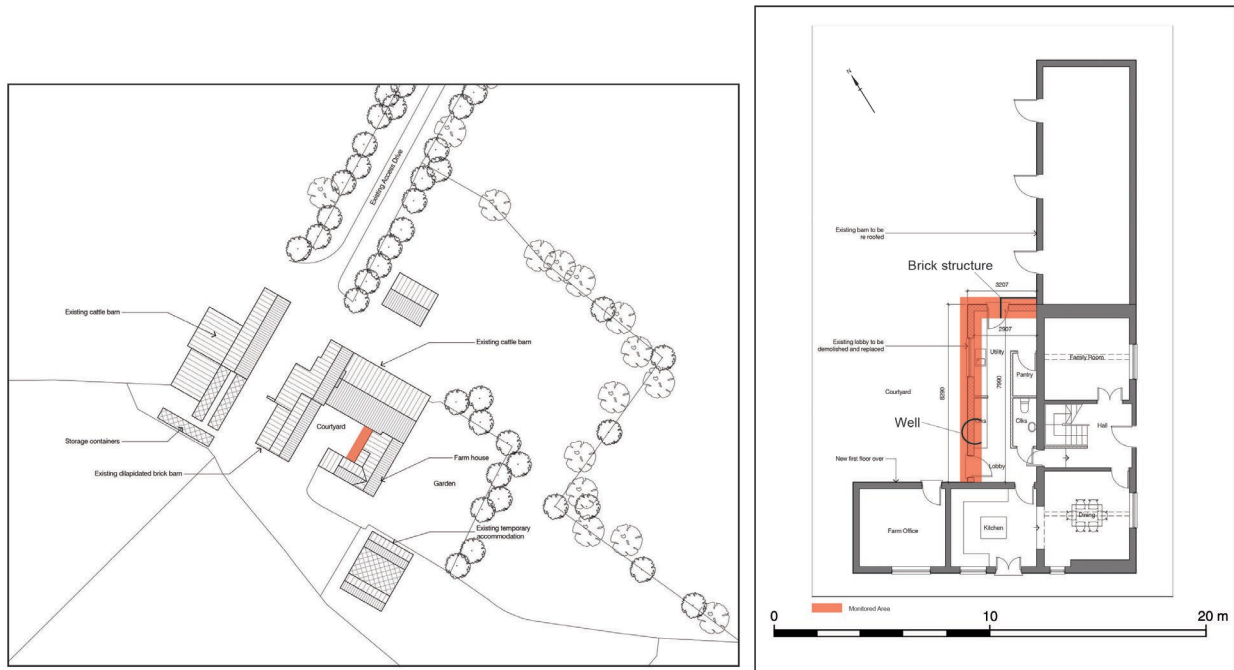 Existing Access Drive
Existing cattle barn
Existing cattle barn
Storage containers
Courtyard
Existing dilapidated brick barn
Farm house
Garden
Existing temporary
accommodation
N
Existing barn to be
re roofed
Brick structure
3207
2907
Existing lobby to be
demolished and replaced
Utility
Family Room
Pantry
Courtyard
8290
7990
Well
Clks
Hall
Lobby
New first floor over
Farm Office
Kitchen
Dining
Monitored Area
0
10
20 m